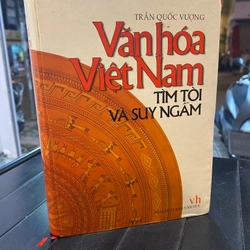 TRẦN QUỐC VƯỢNG
Văn hóa
Việt Nam
TÌM TÒI
VÀ SUY NGẪM
vh